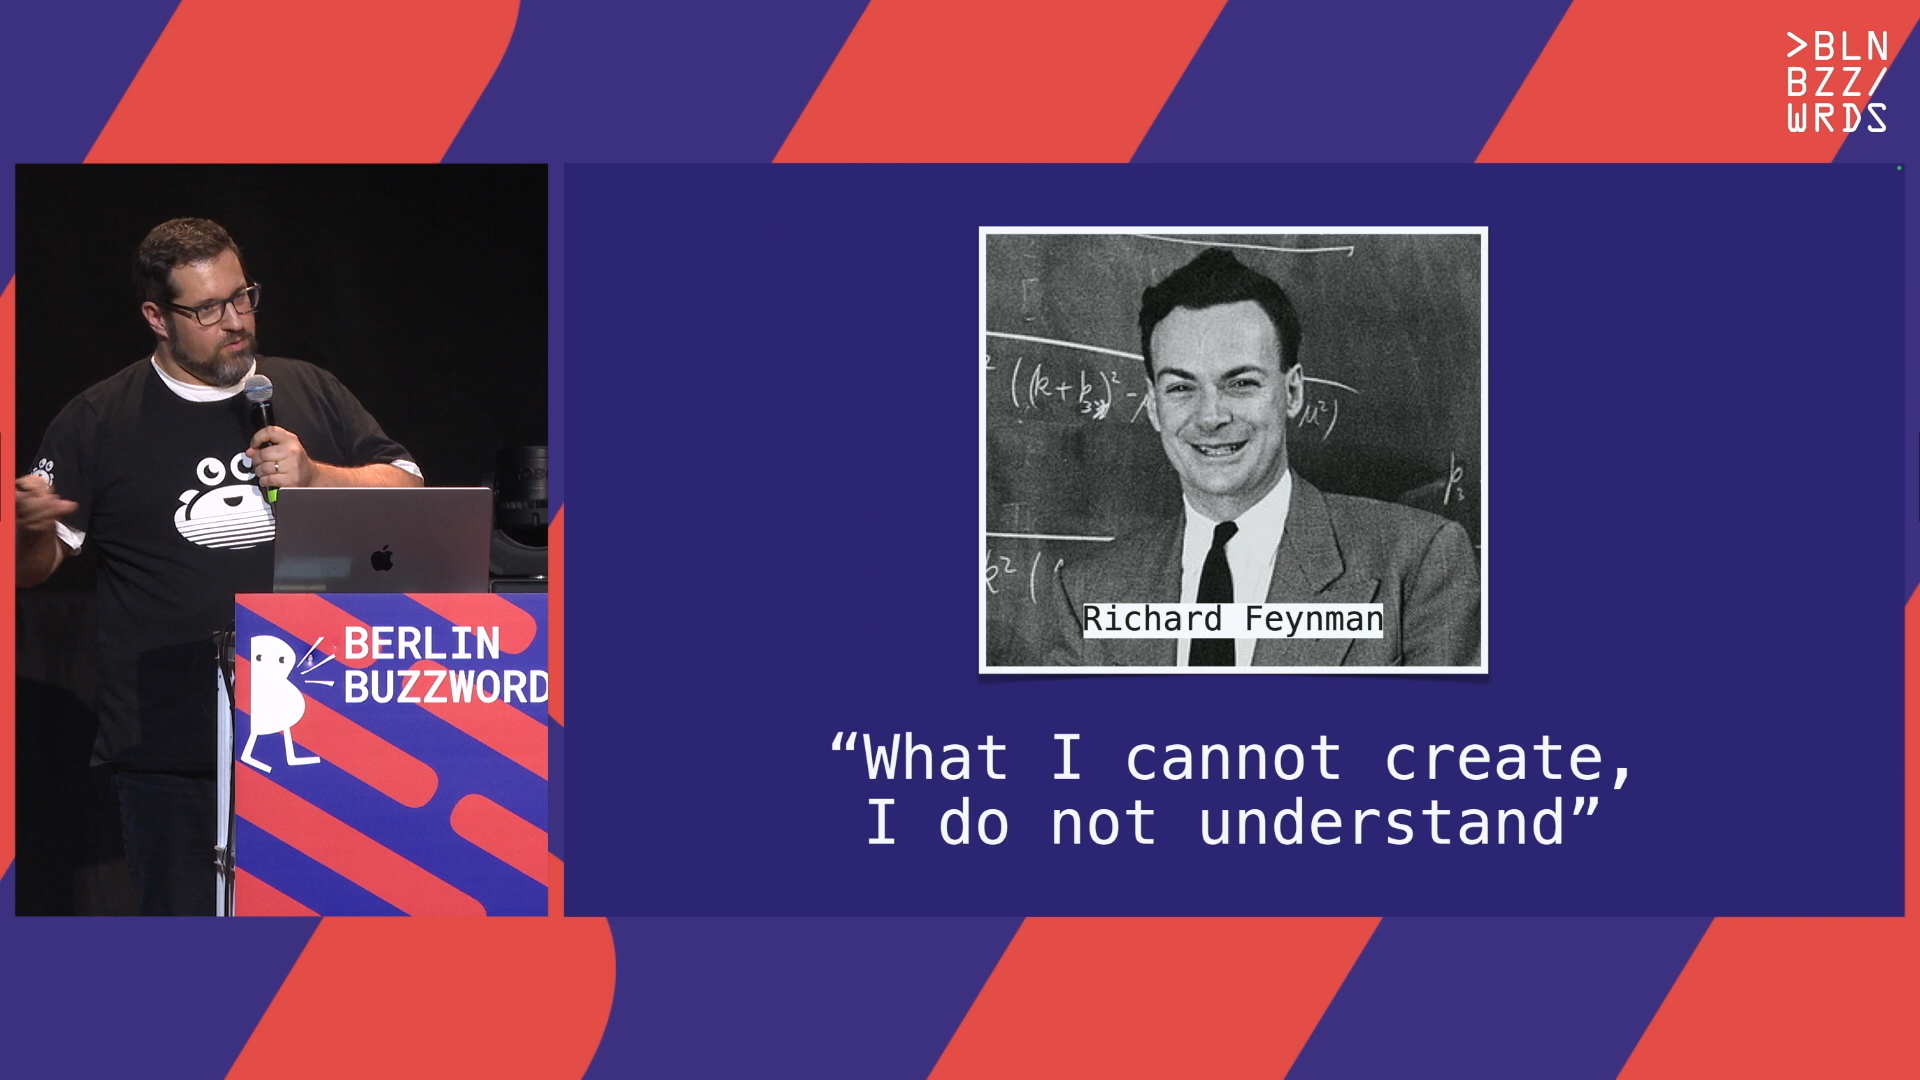 >BLN
BZZ/
WRDS
BERLIN
BUZZWORD
Richard Feynman
“What I cannot create,
I do not understand”